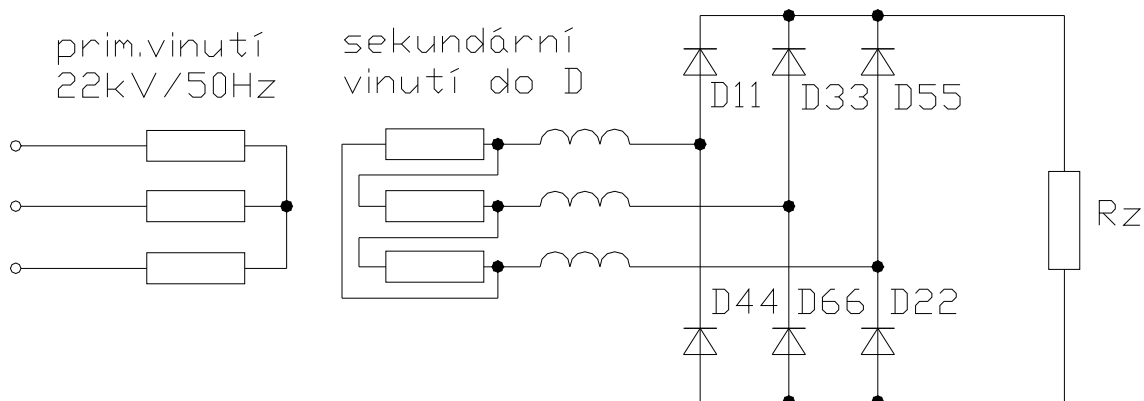 prim.vinutí
22kV/50Hz
sekundární
vinutí do D
D11
D33
D55
Rz
D44
D66
D22